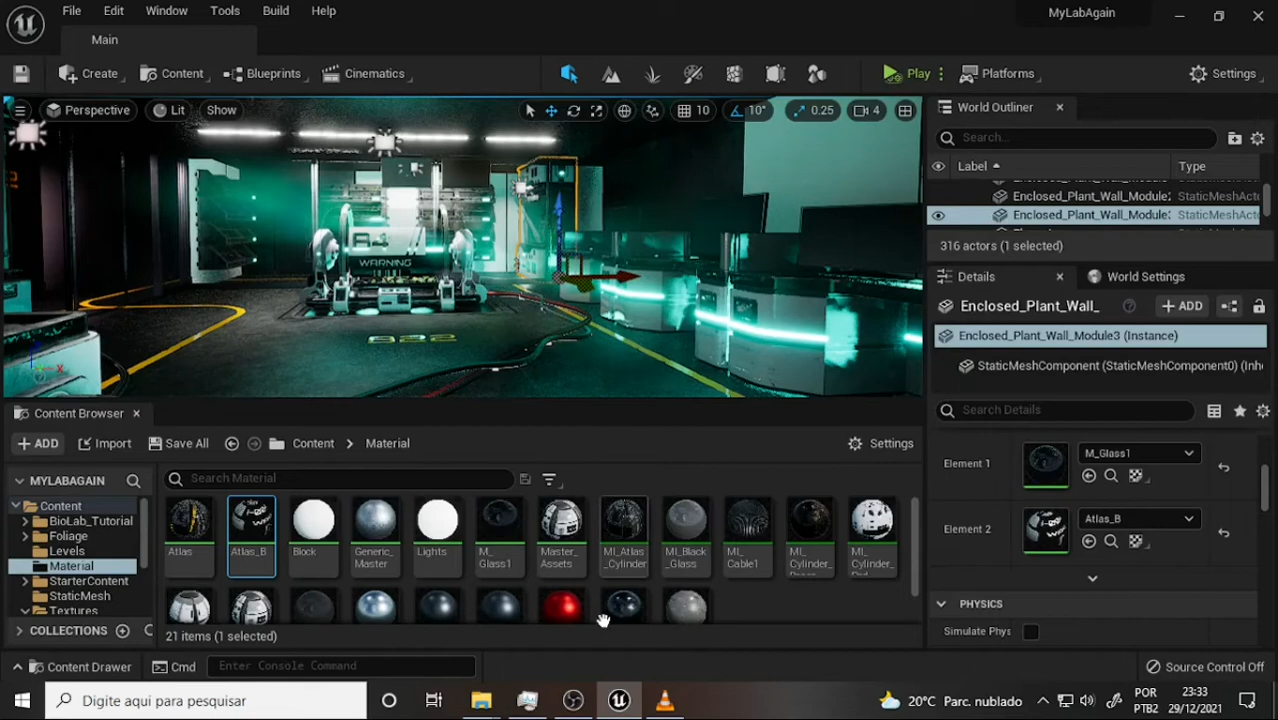 File Edit Window Tools Build Help
MyLabAgain
Main
Create Content Blueprints Cinematics Play Platforms Settings
Perspective Lit Show 10 10° 0.25 4
WARNING
World Outliner
Search...
Label Type
Enclosed_Plant_Wall_Module: StaticMeshActo
Enclosed_Plant_Wall_Module: StaticMeshActo
316 actors (1 selected)
Details World Settings
Enclosed_Plant_Wall_ + ADD
Enclosed_Plant_Wall_Module3 (Instance)
StaticMeshComponent (StaticMeshComponent0) (Inhe
Search Details
Element 1 M_Glass1
Element 2 Atlas_B
PHYSICS
Simulate Phys
Content Browser
+ ADD Import Save All Content > Material Settings
MYLABAGAIN
Content
BioLab_Tutorial
Foliage
Levels
Material
StarterContent
StaticMesh
Textures
COLLECTIONS
Search Material
Atlas
Atlas_B
Block
Generic_
Master
Lights
M_
Glass1
Master_
Assets
MI_Atlas
_Cylinder
MI_Black
_Glass
MI_
Cable1
MI_
Cylinder_
MI_
Cylinder_
21 items (1 selected)
Content Drawer Cmd Enter Console Command Source Control Off
Digite aqui para pesquisar
20°C Parc. nublado
POR
PTB2
23:33
29/12/2021